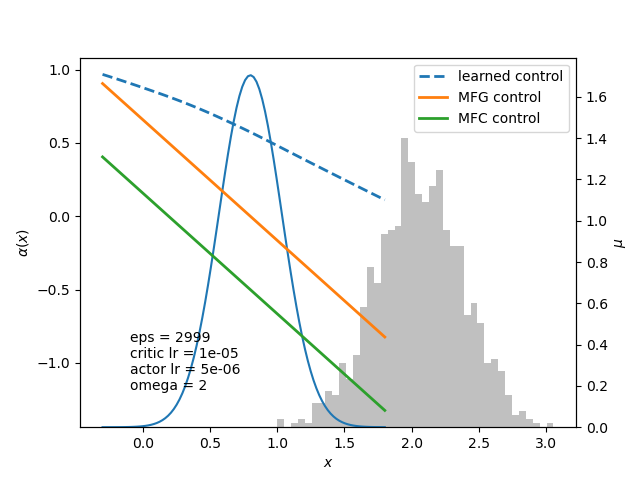 learned control
MFG control
MFC control
1.0
0.5
0.0
−0.5
−1.0
α(x)
1.6
1.4
1.2
1.0
0.8
0.6
0.4
0.2
0.0
μ
eps = 2999
critic lr = 1e-05
actor lr = 5e-06
omega = 2
0.0 0.5 1.0 1.5 2.0 2.5 3.0
x